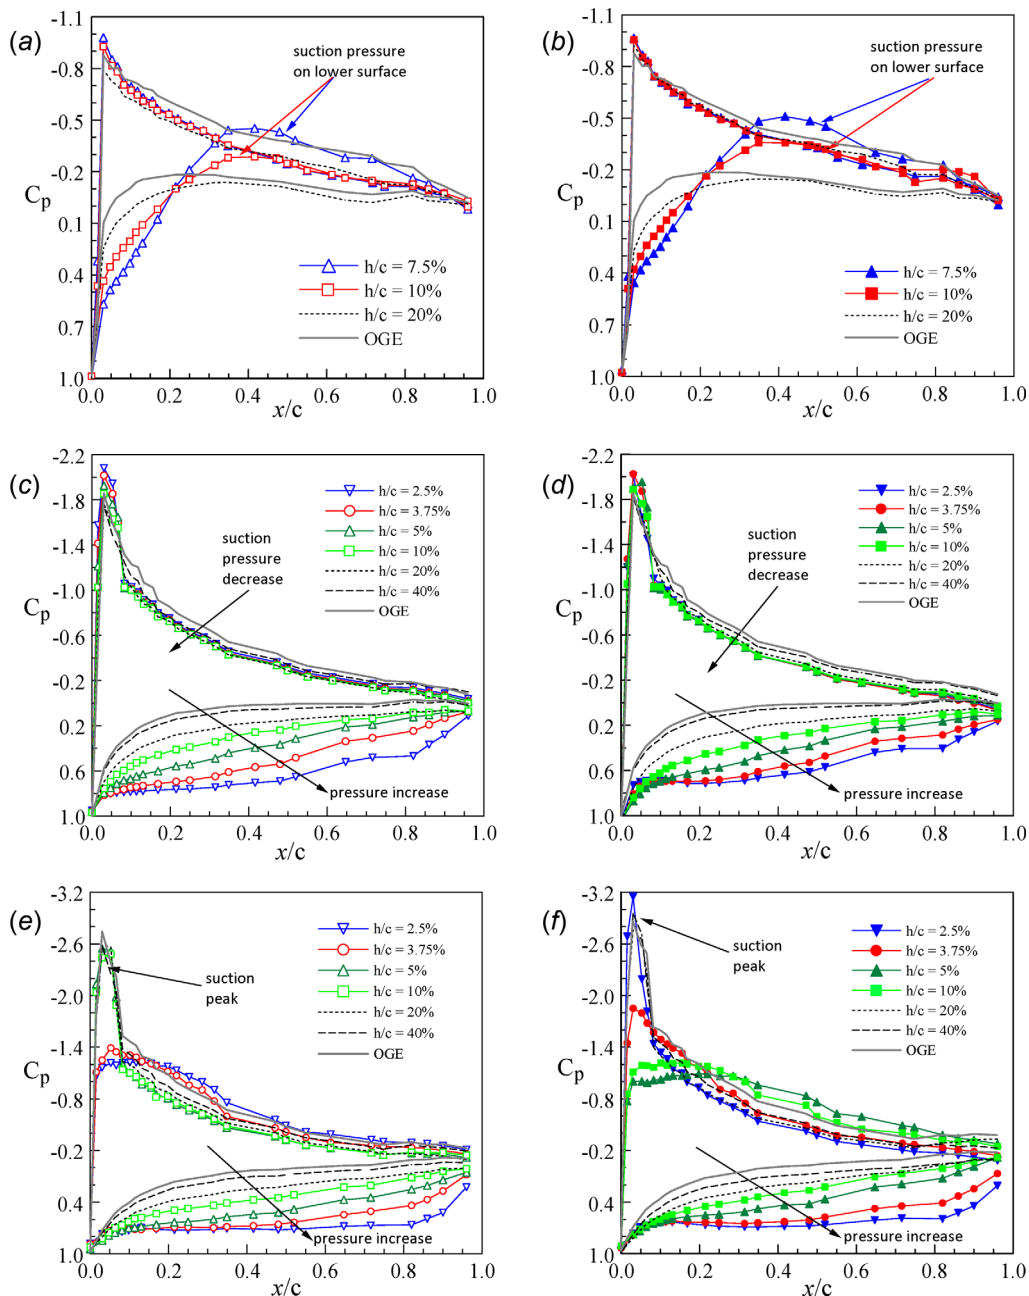 (a)
-1.1
-0.8
-0.5
-0.2
0.1
0.4
0.7
1.0
Cp
suction pressure
on lower surface
h/c = 7.5%
h/c = 10%
h/c = 20%
OGE
0.0 0.2 0.4 0.6 0.8 1.0
x/c
(b)
-1.1
-0.8
-0.5
-0.2
0.1
0.4
0.7
1.0
Cp
suction pressure
on lower surface
h/c = 7.5%
h/c = 10%
h/c = 20%
OGE
0.0 0.2 0.4 0.6 0.8 1.0
x/c
(c)
-2.2
-1.8
-1.4
-1.0
-0.6
-0.2
0.2
0.6
1.0
Cp
suction
pressure
decrease
h/c = 2.5%
h/c = 3.75%
h/c = 5%
h/c = 10%
h/c = 20%
h/c = 40%
OGE
pressure increase
0.0 0.2 0.4 0.6 0.8 1.0
x/c
(d)
-2.2
-1.8
-1.4
-1.0
-0.6
-0.2
0.2
0.6
1.0
Cp
suction
pressure
decrease
h/c = 2.5%
h/c = 3.75%
h/c = 5%
h/c = 10%
h/c = 20%
h/c = 40%
OGE
pressure increase
0.0 0.2 0.4 0.6 0.8 1.0
x/c
(e)
-3.2
-2.6
-2.0
-1.4
-0.8
-0.2
0.4
1.0
Cp
suction
peak
h/c = 2.5%
h/c = 3.75%
h/c = 5%
h/c = 10%
h/c = 20%
h/c = 40%
OGE
pressure increase
0.0 0.2 0.4 0.6 0.8 1.0
x/c
(f)
-3.2
-2.6
-2.0
-1.4
-0.8
-0.2
0.4
1.0
Cp
suction
peak
h/c = 2.5%
h/c = 3.75%
h/c = 5%
h/c = 10%
h/c = 20%
h/c = 40%
OGE
pressure increase
0.0 0.2 0.4 0.6 0.8 1.0
x/c